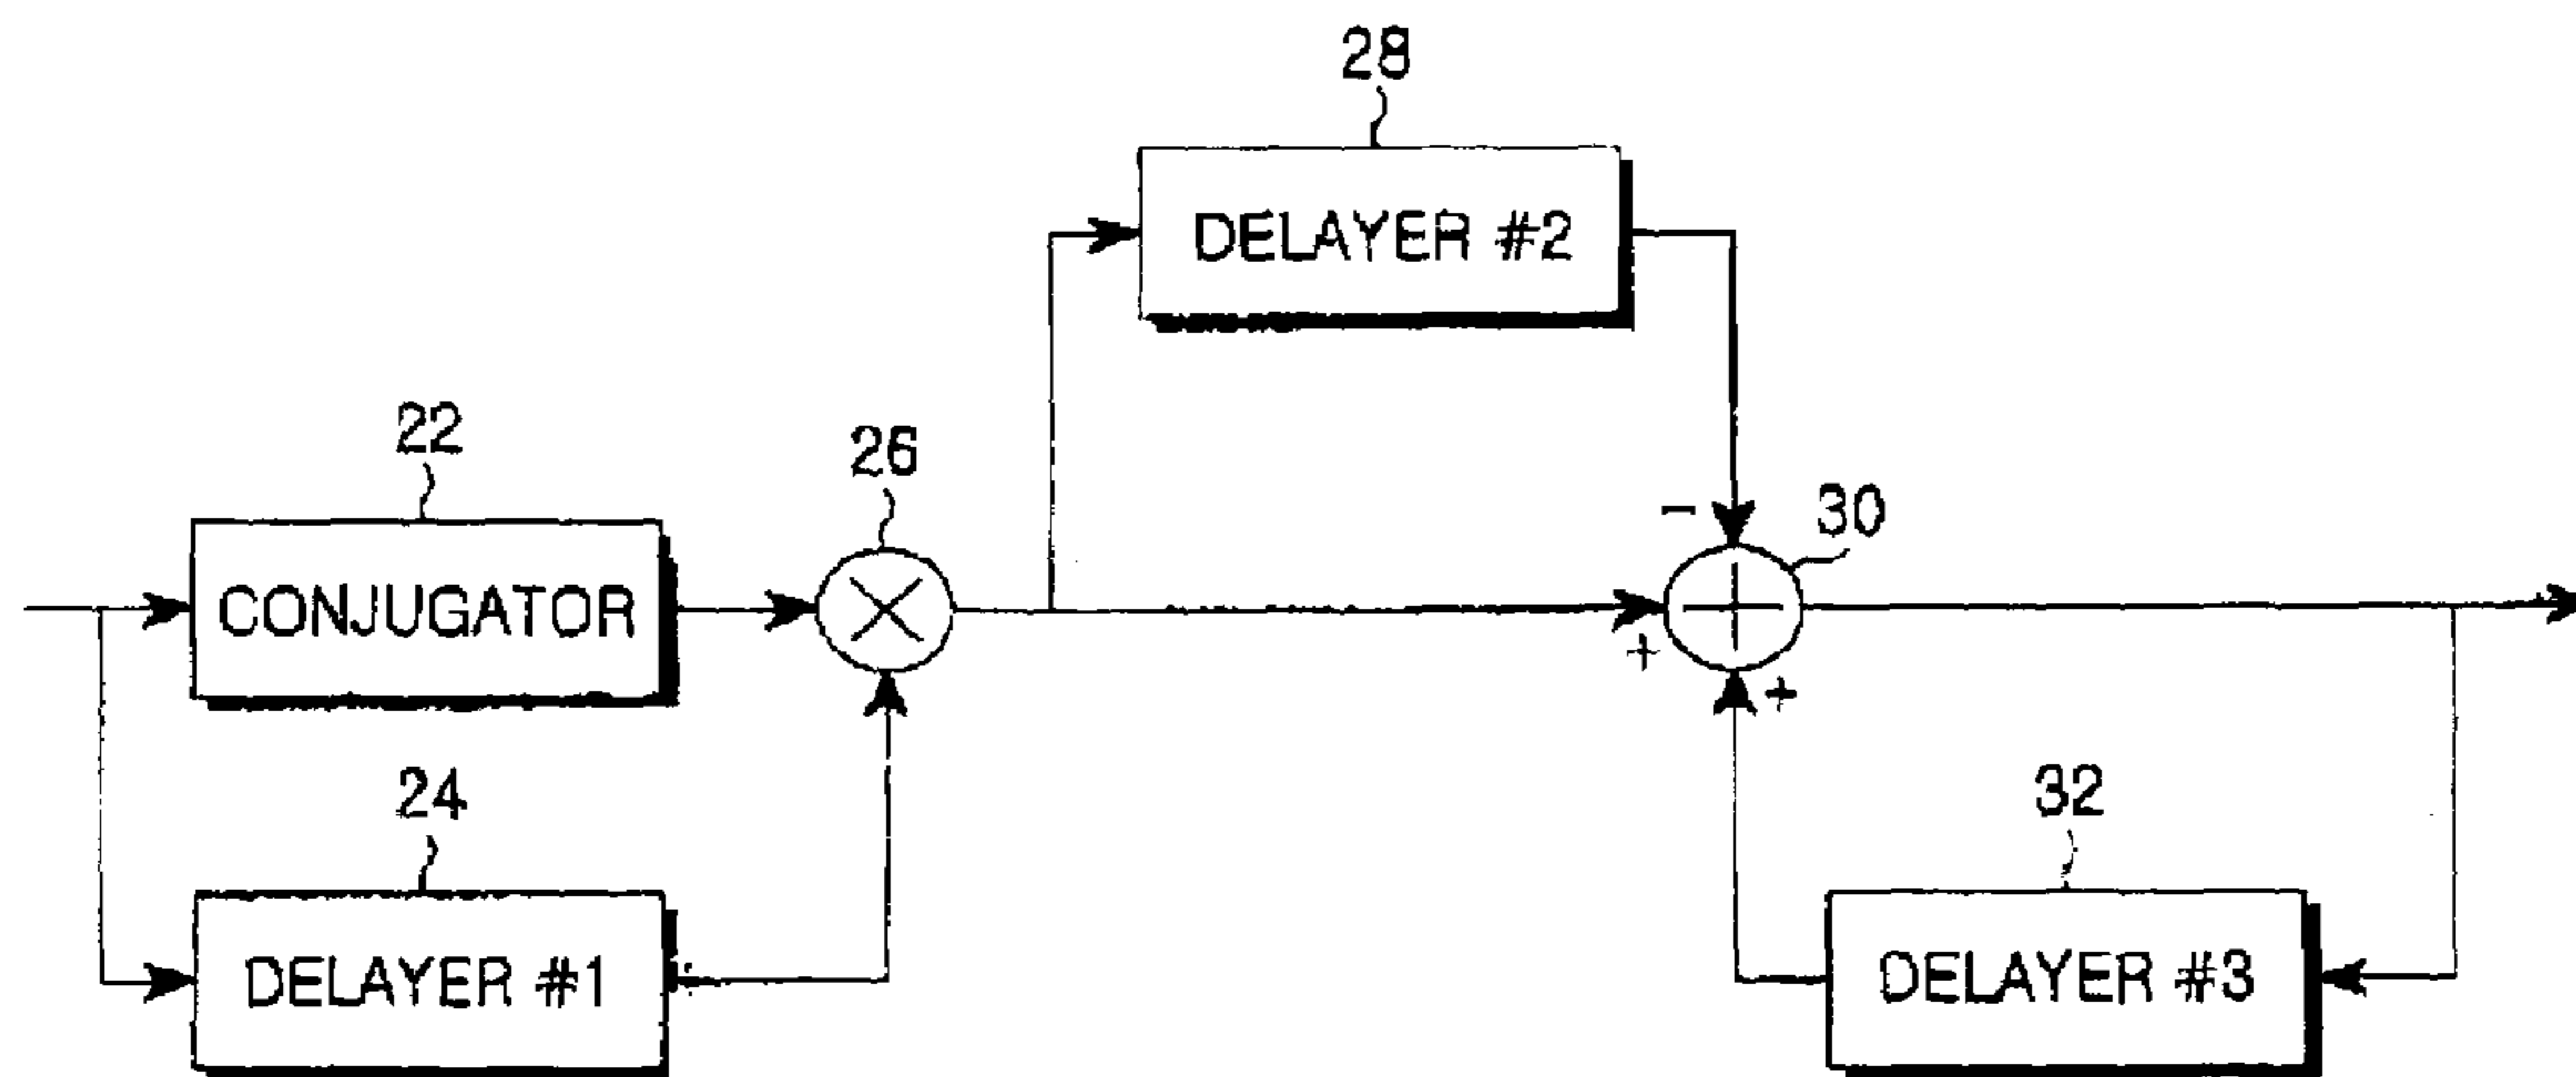 28
DELAYER #2
22
26
30
-
CONJUGATOR
+
+
24
32
DELAYER #1
DELAYER #3